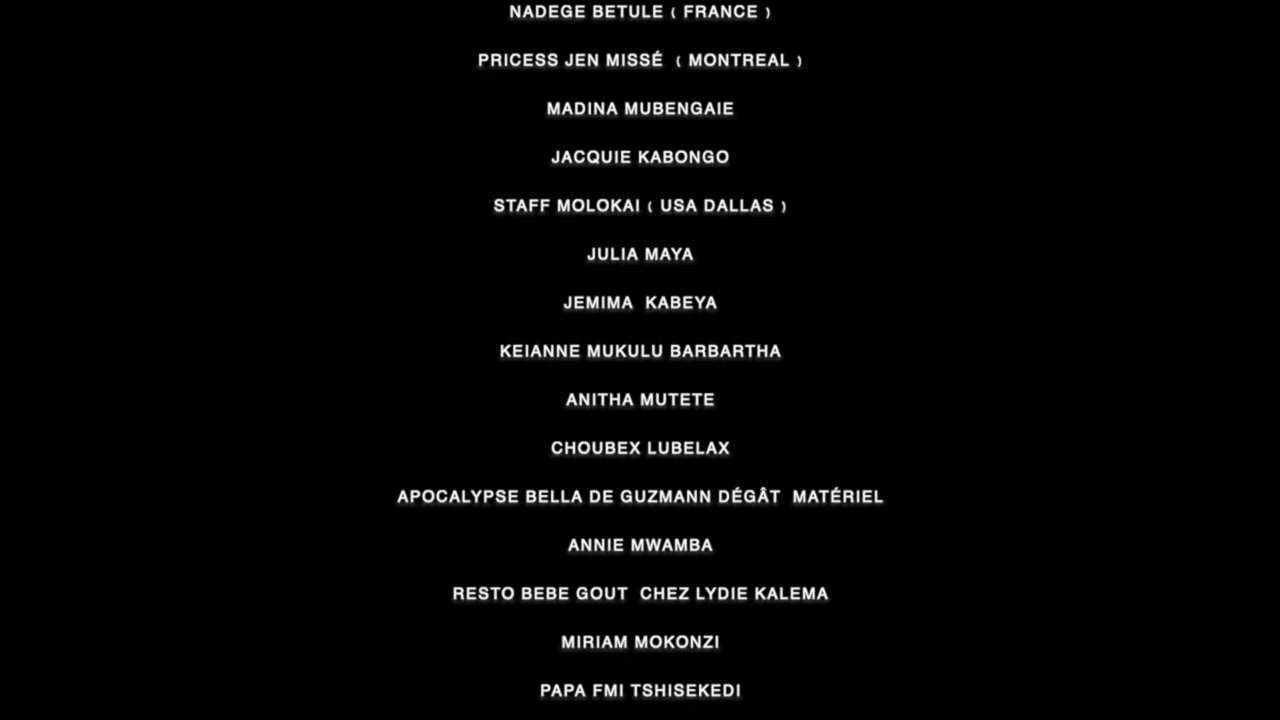 NADEGE BETULE ( FRANCE )
PRICESS JEN MISSÉ ( MONTREAL )
MADINA MUBENGAIE
JACQUIE KABONGO
STAFF MOLOKAI ( USA DALLAS )
JULIA MAYA
JEMIMA KABEYA
KEIANNE MUKULU BARBARTHA
ANITHA MUTETE
CHOUBEX LUBELAX
APOCALYPSE BELLA DE GUZMANN DÉGÂT MATÉRIEL
ANNIE MWAMBA
RESTO BEBE GOUT CHEZ LYDIE KALEMA
MIRIAM MOKONZI
PAPA FMI TSHISEKEDI